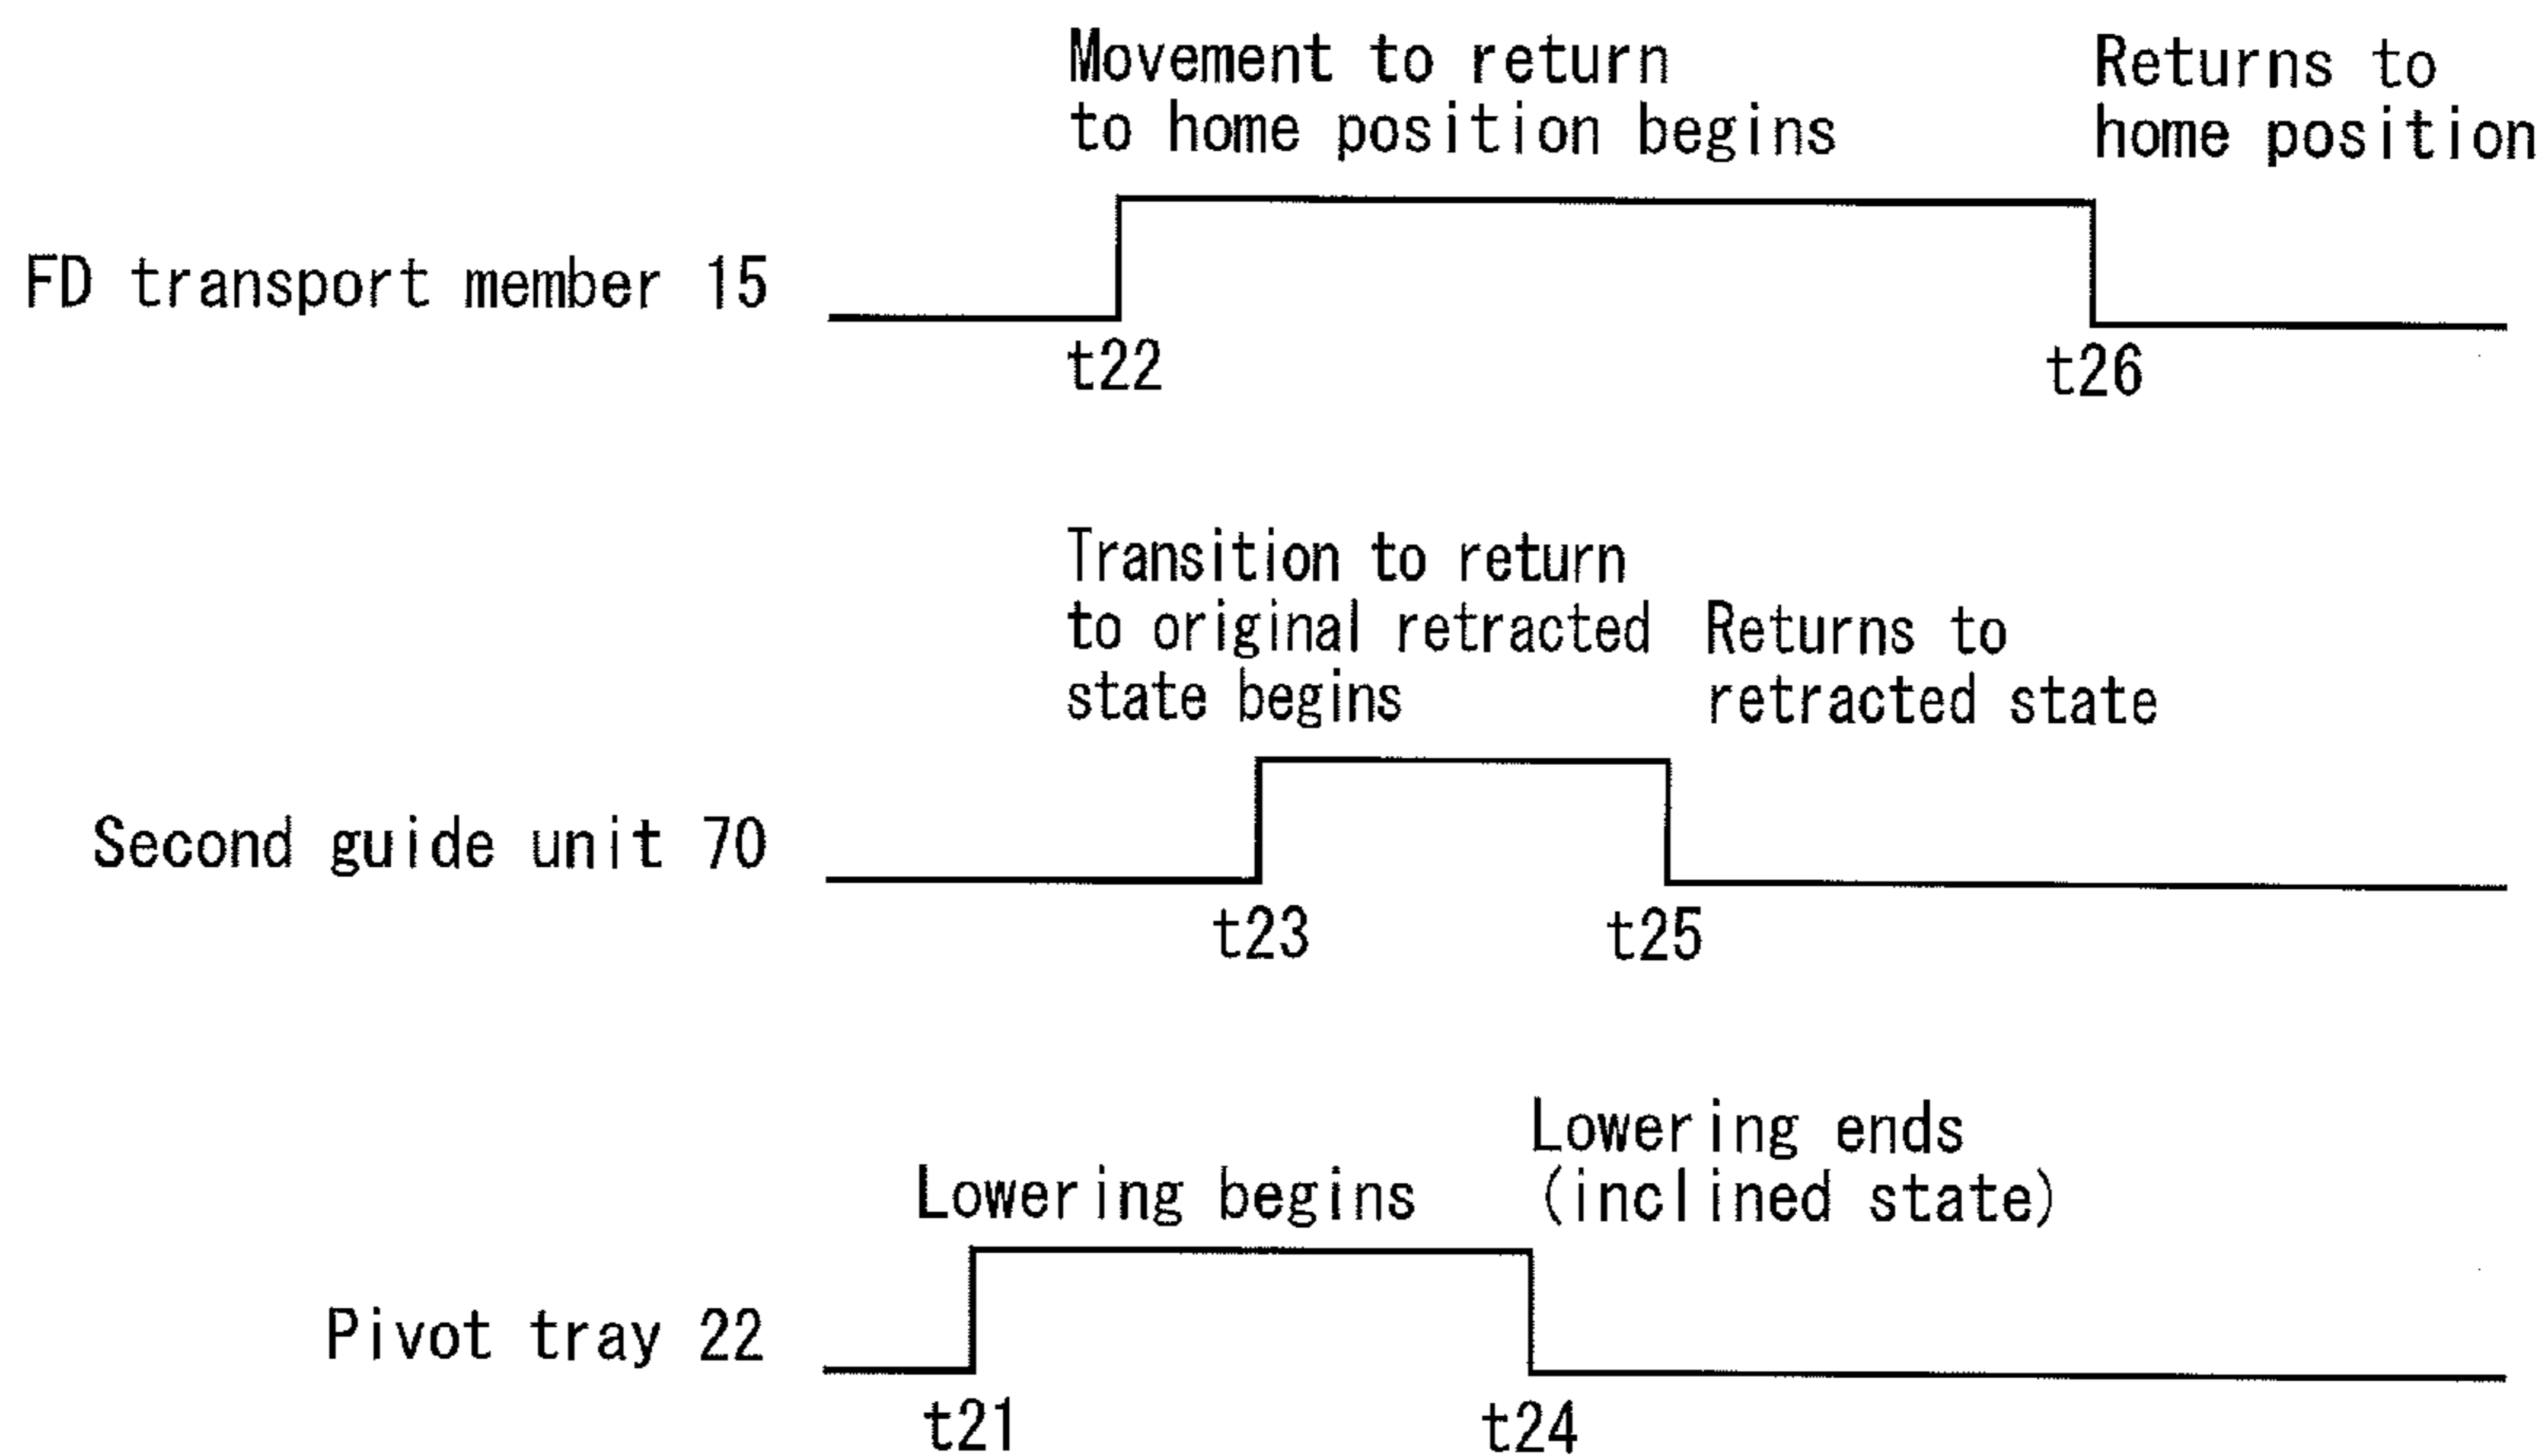 Movement to return
to home position begins
Returns to
home position
FD transport member 15
t22
t26
Transition to return
to original retracted
state begins
Returns to
retracted state
Second guide unit 70
t23
t25
Lowering begins
Lowering ends
(inclined state)
Pivot tray 22
t21
t24